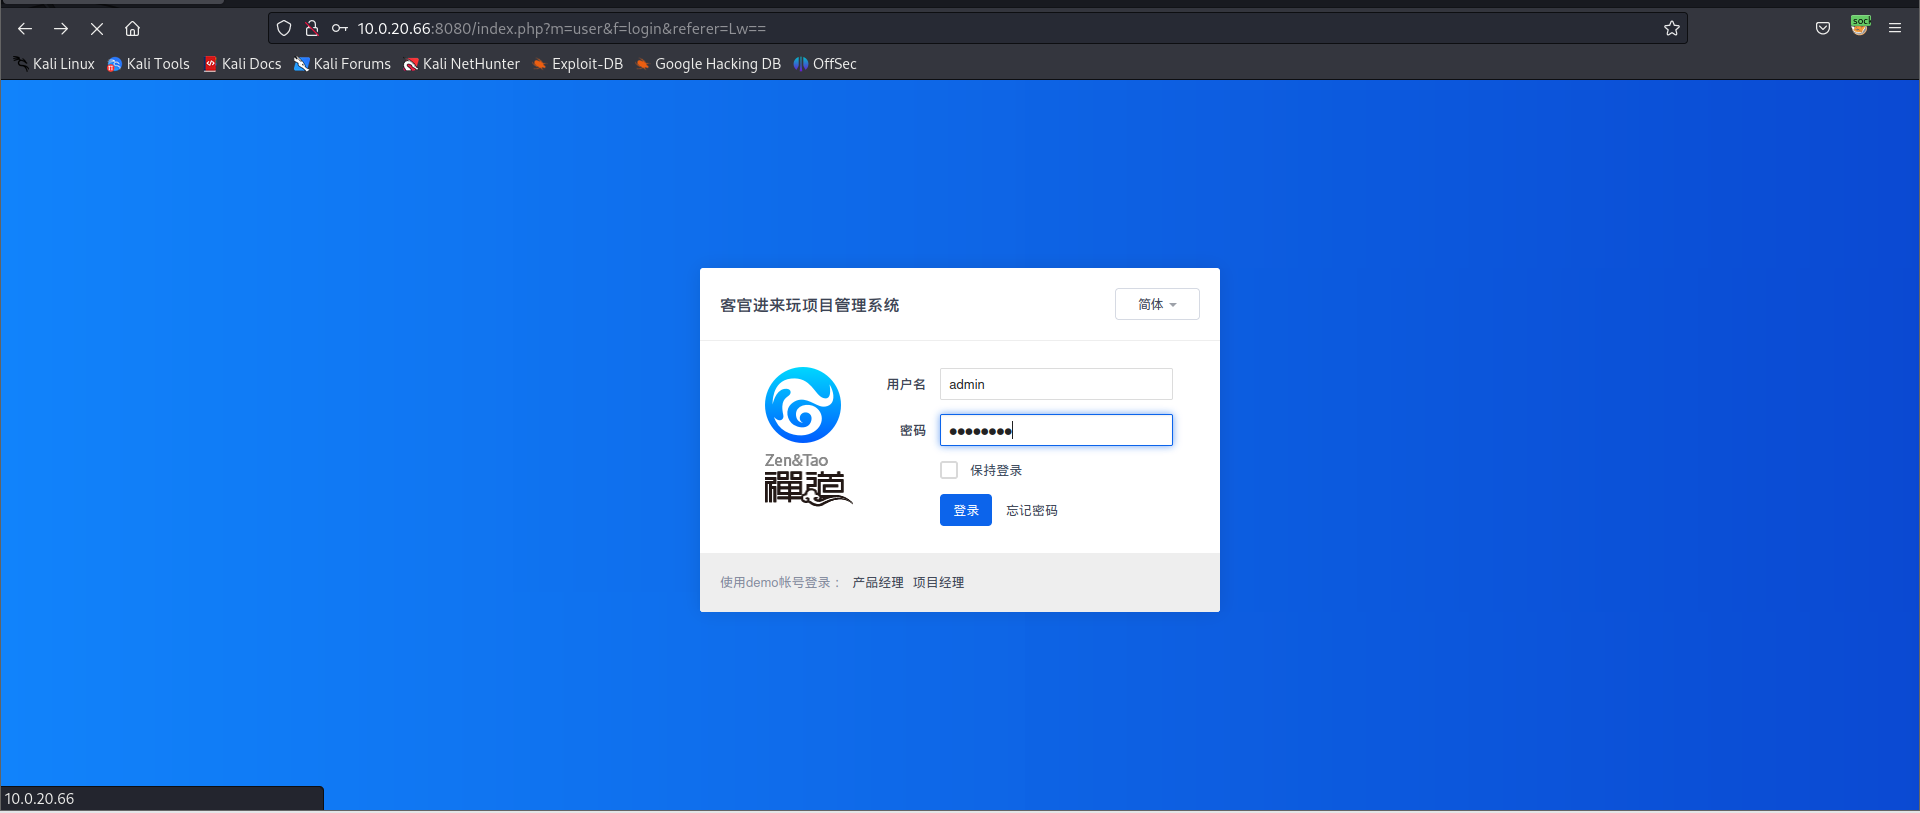 10.0.20.66:8080/index.php?m=user&f=login&referer=Lw==
sock
Kali Linux Kali Tools Kali Docs Kali Forums Kali NetHunter Exploit-DB Google Hacking DB OffSec
客官进来玩项目管理系统 简体
Zen&Tao
禪道
用户名 admin
密码 ●●●●●●●●
保持登录
登录 忘记密码
使用demo帐号登录： 产品经理 项目经理
10.0.20.66